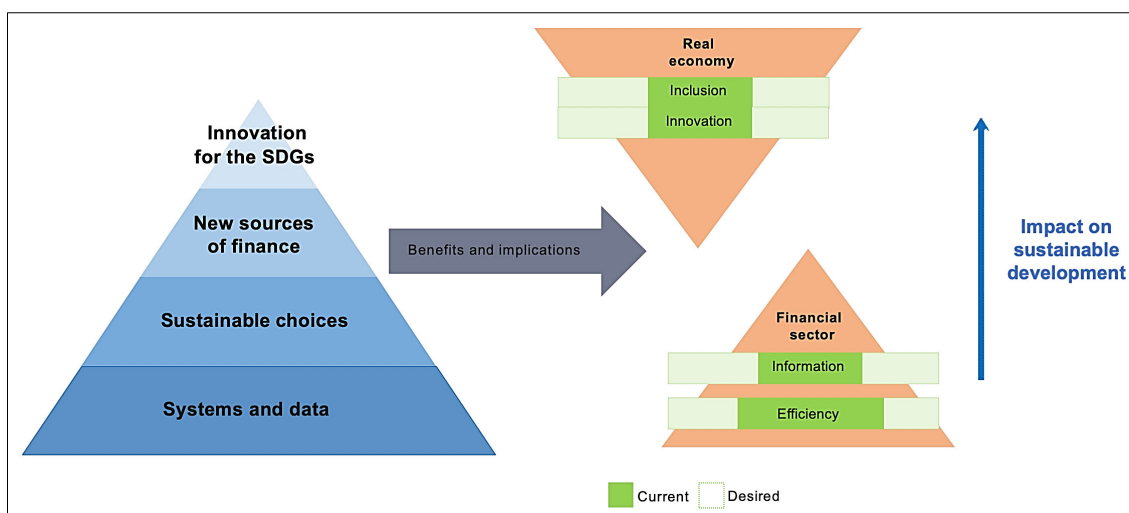 Innovation
for the SDGs
New sources
of finance
Sustainable choices
Systems and data
Benefits and implications
Real
economy
Inclusion
Innovation
Financial
sector
Information
Efficiency
Impact on
sustainable
development
Current
Desired